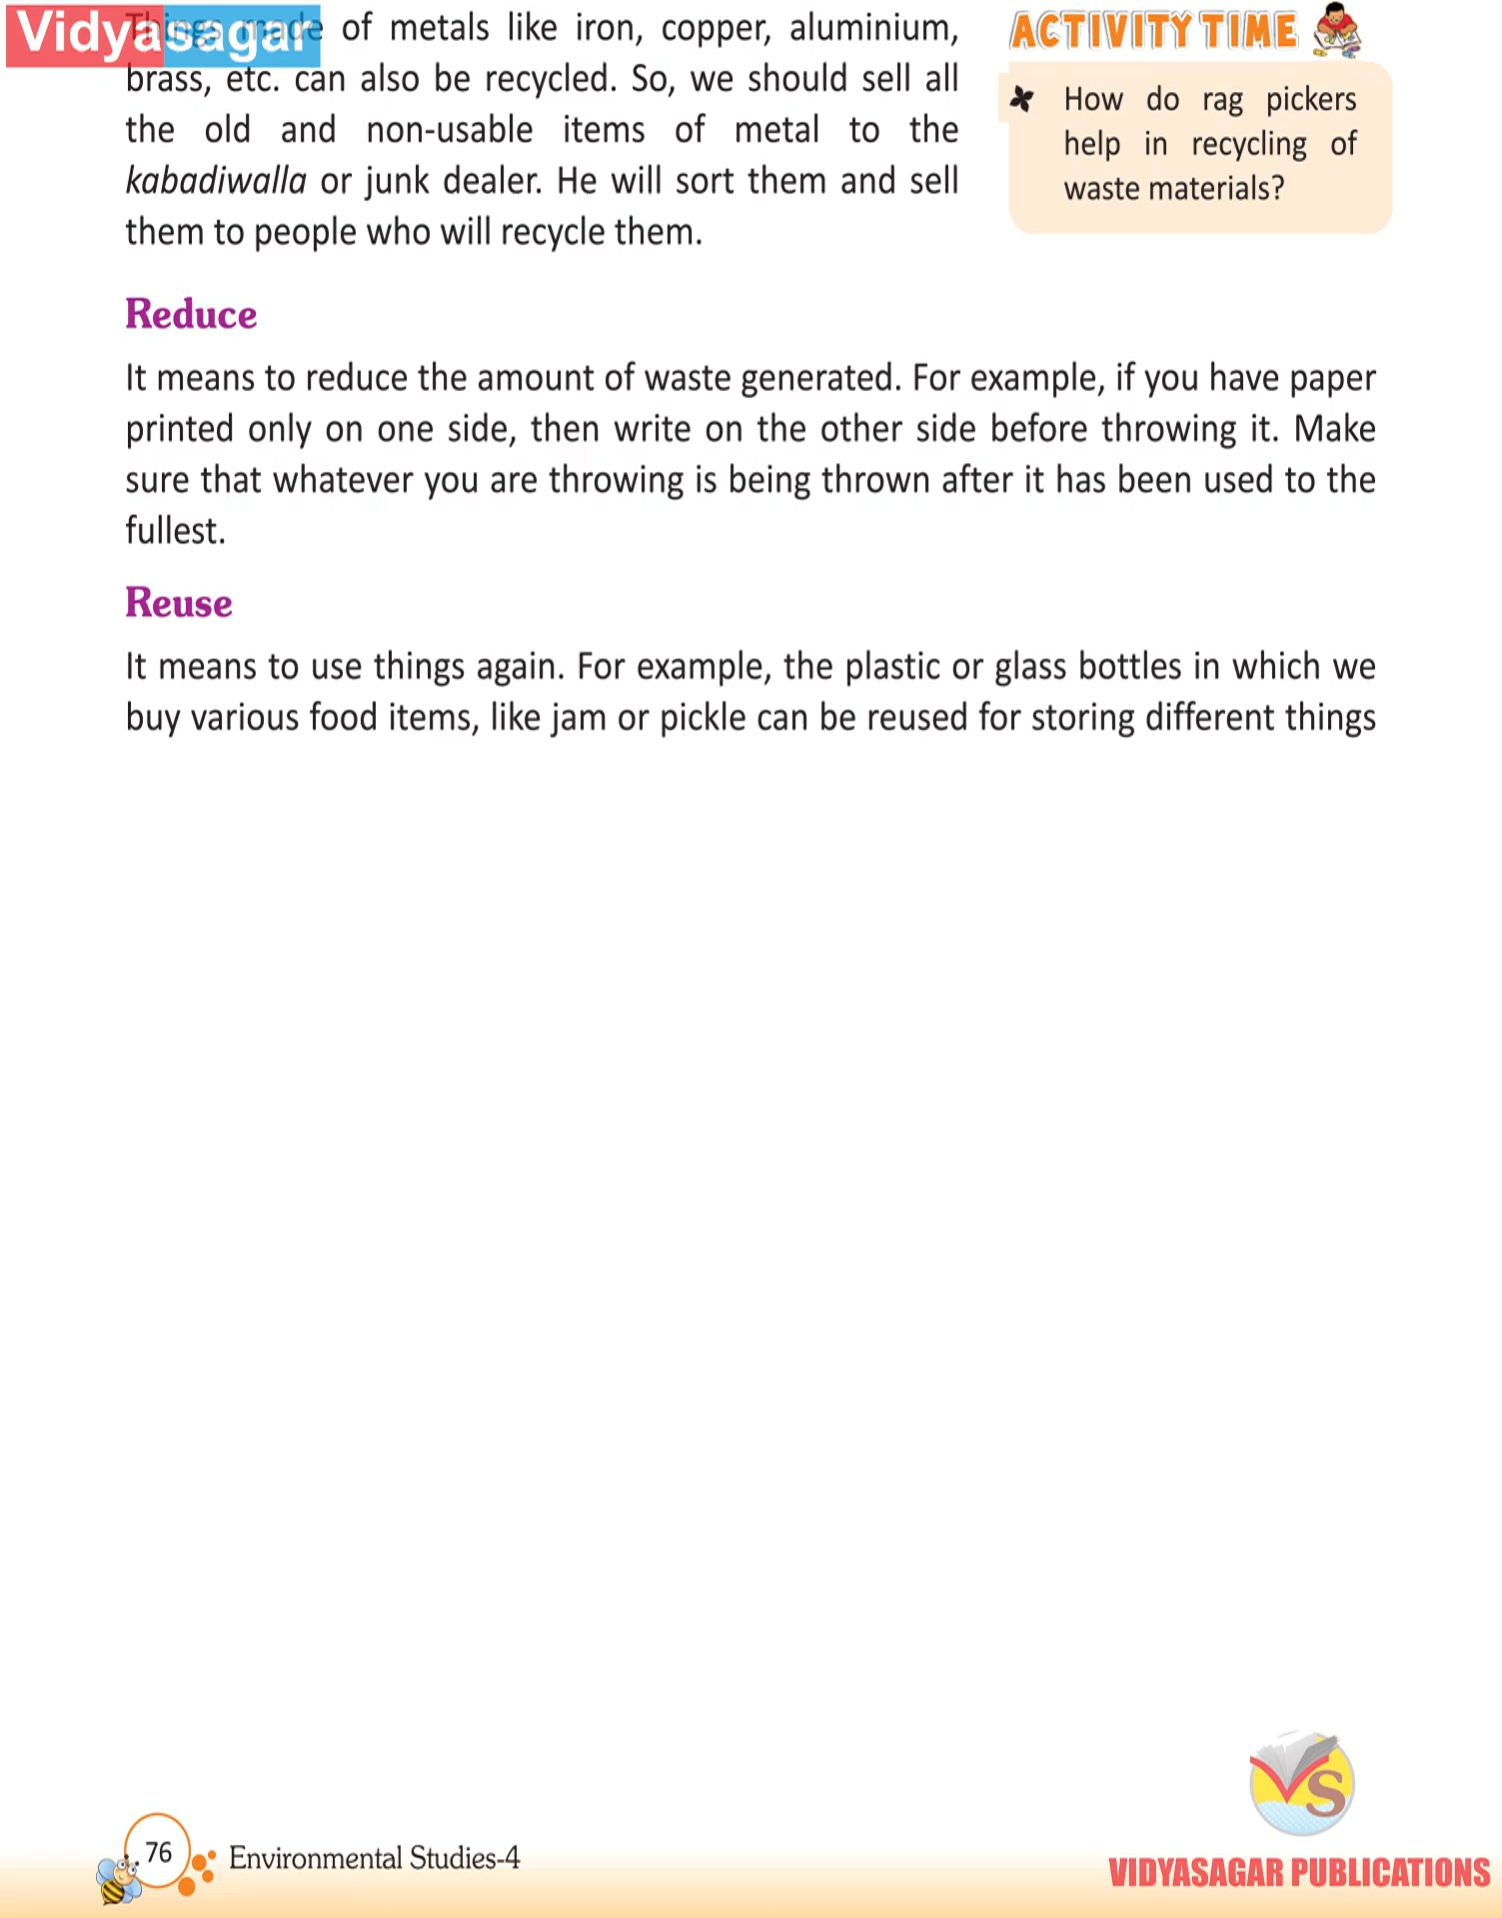 Vidyasagar
Things made of metals like iron, copper, aluminium,
brass, etc. can also be recycled. So, we should sell all
the old and non-usable items of metal to the
kabadiwalla or junk dealer. He will sort them and sell
them to people who will recycle them.
ACTIVITY TIME
How do rag pickers
help in recycling of
waste materials?
Reduce
It means to reduce the amount of waste generated. For example, if you have paper
printed only on one side, then write on the other side before throwing it. Make
sure that whatever you are throwing is being thrown after it has been used to the
fullest.
Reuse
It means to use things again. For example, the plastic or glass bottles in which we
buy various food items, like jam or pickle can be reused for storing different things
VS
76
Environmental Studies-4
VIDYASAGAR PUBLICATIONS